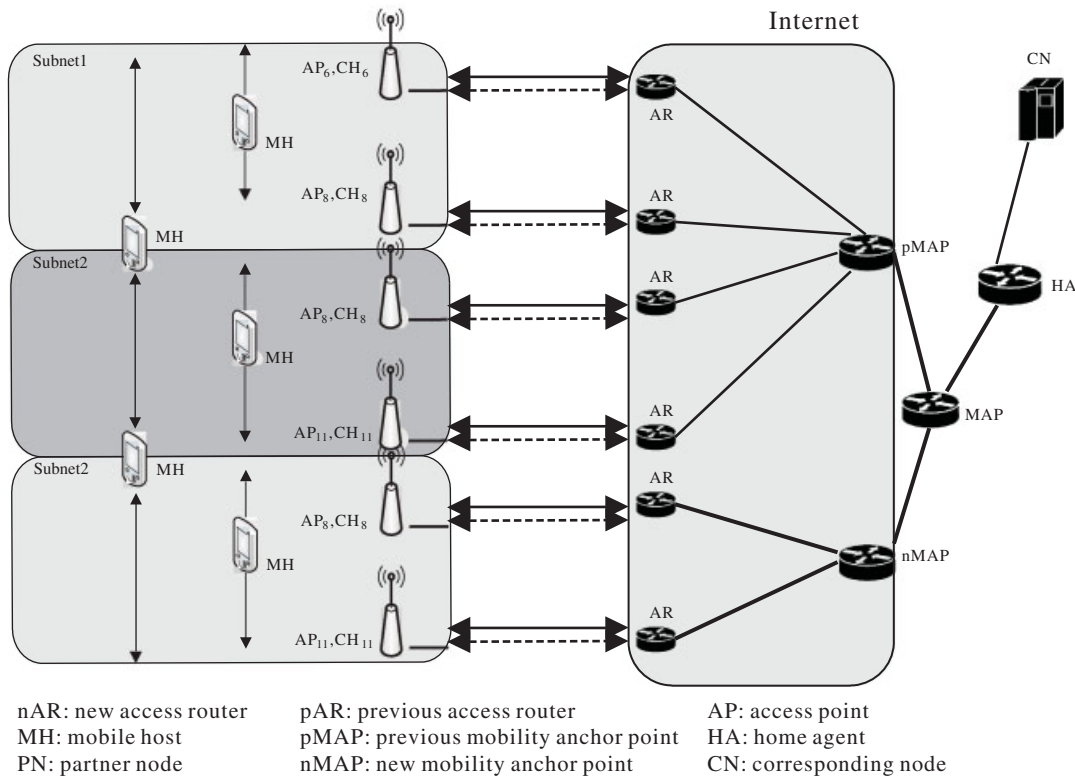 Internet
Subnet1
AP6,CH6
MH
AR
CN
AP8,CH8
AR
MH
pMAP
Subnet2
AR
HA
AP8,CH8
MH
MAP
AR
AP11,CH11
Subnet2
MH
AR
AP8,CH8
MH
nMAP
AR
AP11,CH11
nAR: new access router
pAR: previous access router
AP: access point
MH: mobile host
pMAP: previous mobility anchor point
HA: home agent
PN: partner node
nMAP: new mobility anchor point
CN: corresponding node